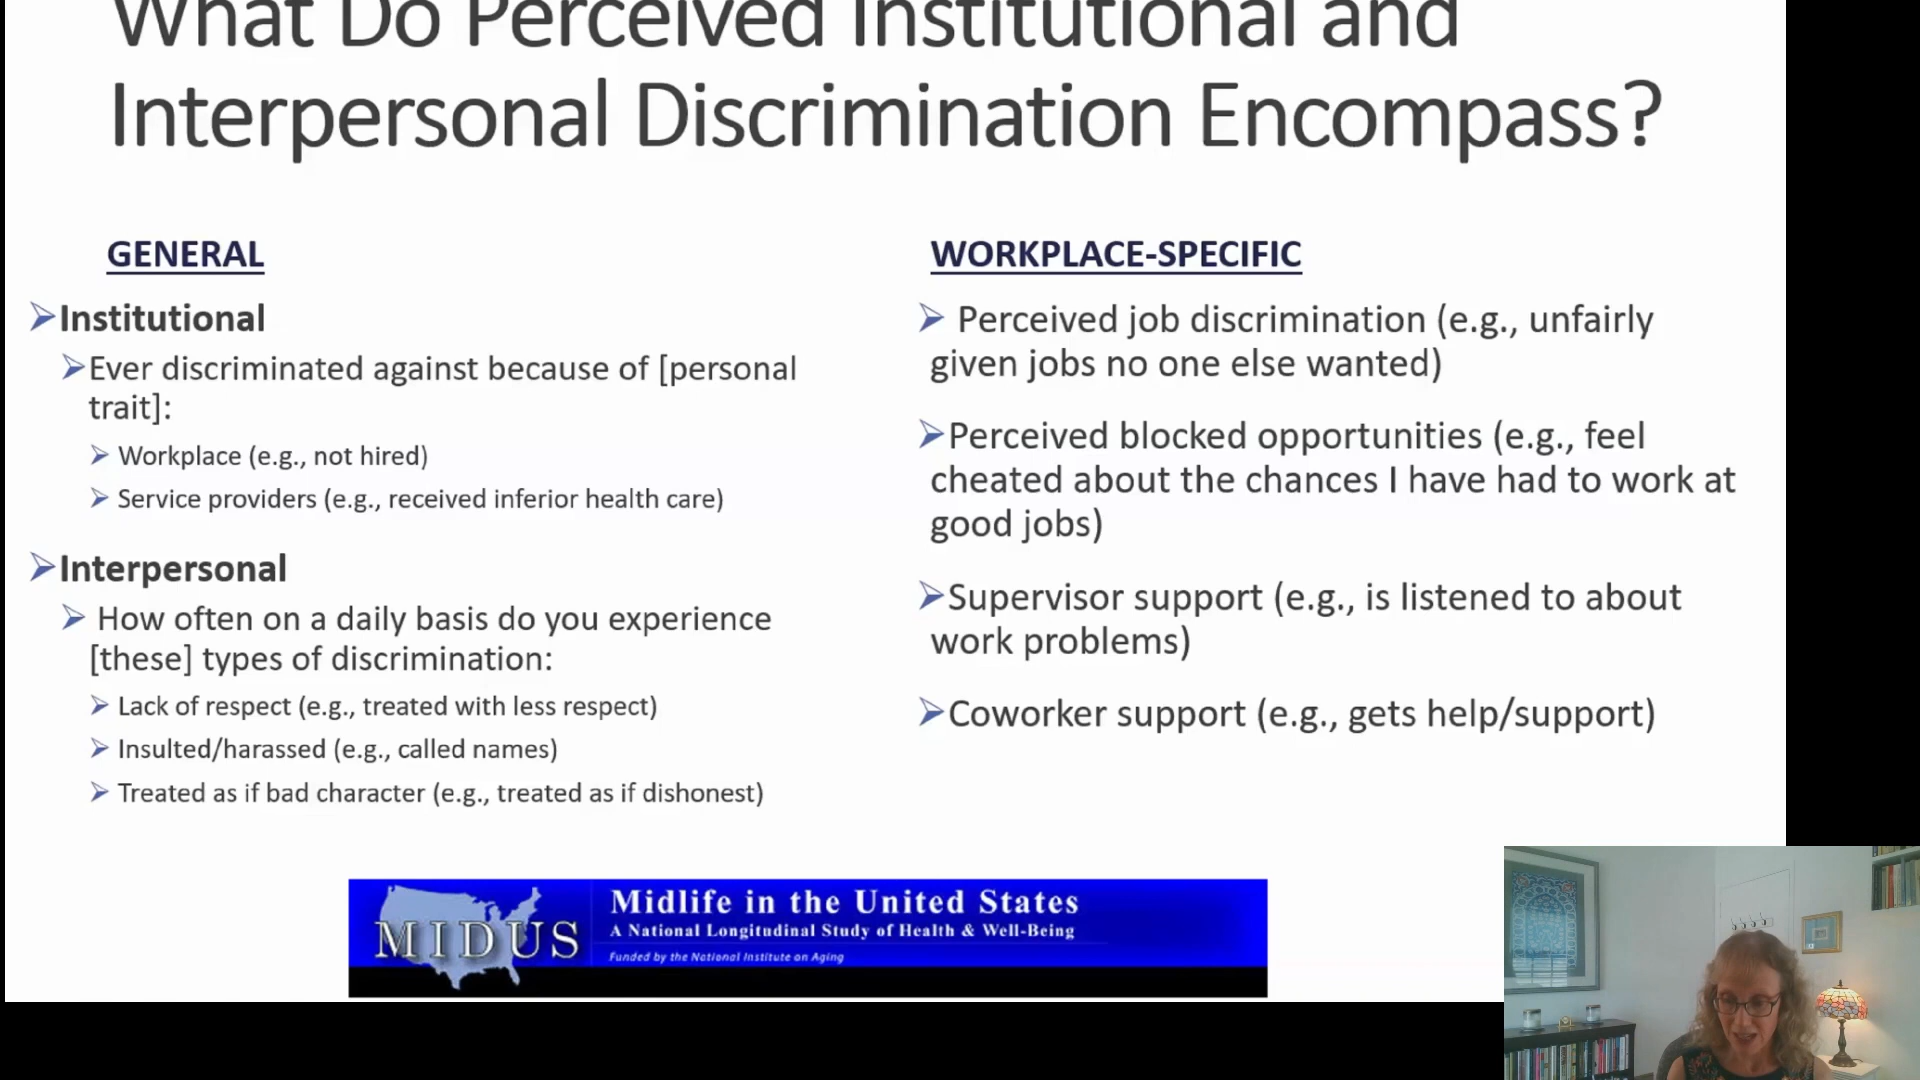 What Do Perceived Institutional and
Interpersonal Discrimination Encompass?
GENERAL
Institutional
Ever discriminated against because of [personal
trait]:
Workplace (e.g., not hired)
Service providers (e.g., received inferior health care)
Interpersonal
How often on a daily basis do you experience
[these] types of discrimination:
Lack of respect (e.g., treated with less respect)
Insulted/harassed (e.g., called names)
Treated as if bad character (e.g., treated as if dishonest)
WORKPLACE-SPECIFIC
Perceived job discrimination (e.g., unfairly
given jobs no one else wanted)
Perceived blocked opportunities (e.g., feel
cheated about the chances I have had to work at
good jobs)
Supervisor support (e.g., is listened to about
work problems)
Coworker support (e.g., gets help/support)
MIDUS
Midlife in the United States
A National Longitudinal Study of Health & Well-Being
Funded by the National Institute on Aging